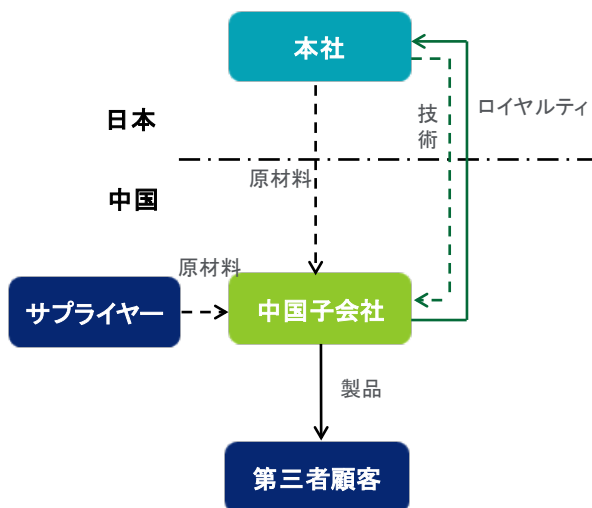 本社
日本
技術
ロイヤルティ
原材料
中国
原材料
サプライヤー
中国子会社
製品
第三者顧客